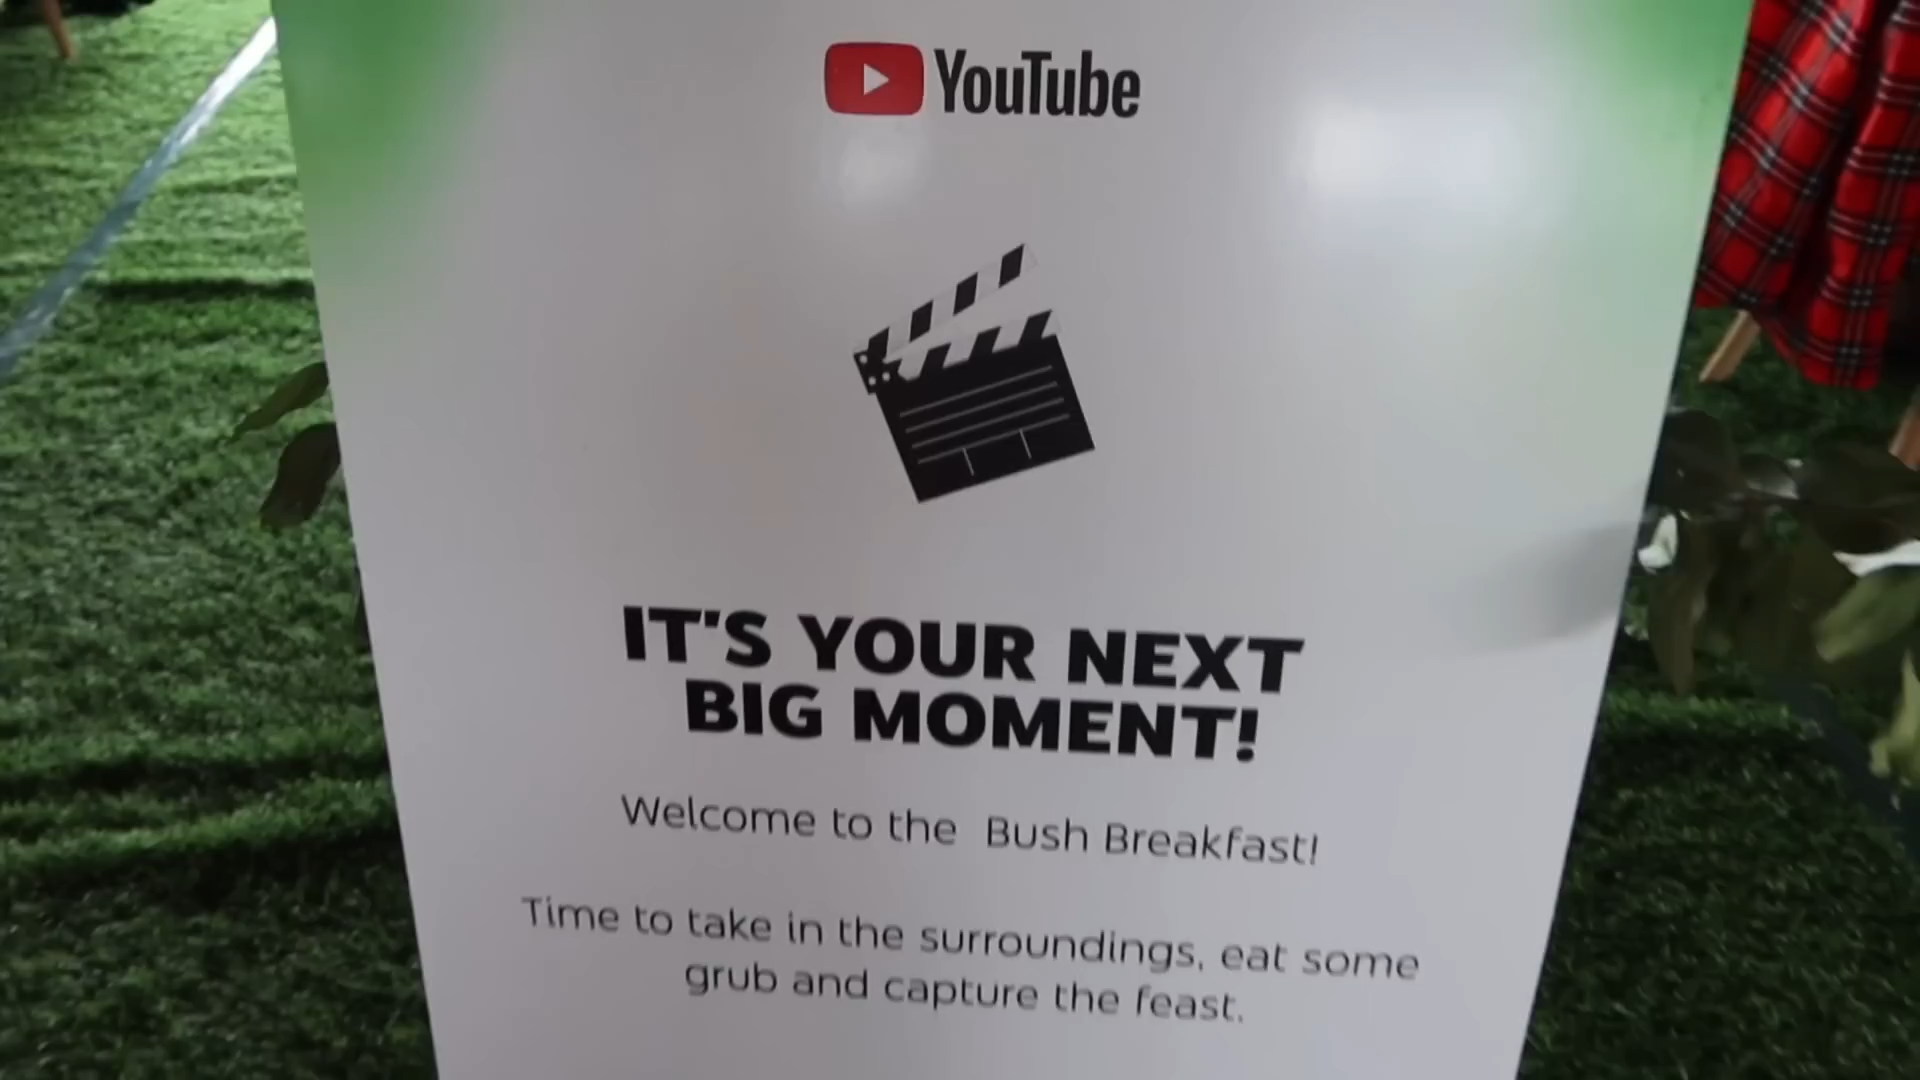 YouTube
IT'S YOUR NEXT
BIG MOMENT!
Welcome to the Bush Breakfast!
Time to take in the surroundings, eat some
grub and capture the feast.